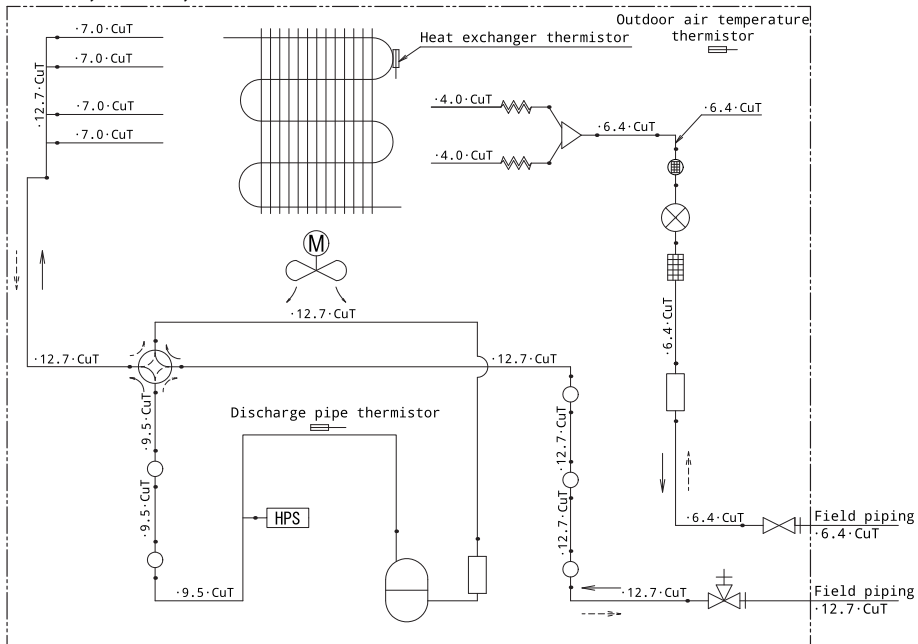 Outdoor air temperature
thermistor
·7.0·CuT
·7.0·CuT
·7.0·CuT
·7.0·CuT
·12.7·CuT
Heat exchanger thermistor
·4.0·CuT
·4.0·CuT
·6.4·CuT
·6.4·CuT
M
·12.7·CuT
·6.4·CuT
·12.7·CuT
·12.7·CuT
·9.5·CuT
·9.5·CuT
Discharge pipe thermistor
HPS
·12.7·CuT
·12.7·CuT
·6.4·CuT
Field piping
·6.4·CuT
·9.5·CuT
·12.7·CuT
Field piping
·12.7·CuT